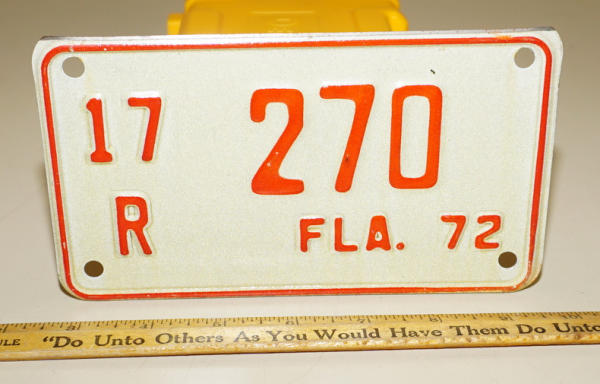 17 270
R FLA. 72
ULE "Do Unto Others As You Would Have Them Do Unto